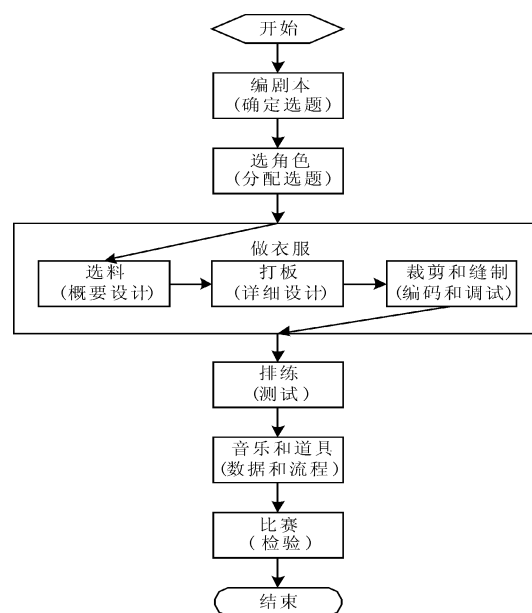 开始
编剧本
(确定选题)
选角色
(分配选题)
做衣服
选料
(概要设计)
打板
(详细设计)
裁剪和缝制
(编码和调试)
排练
(测试)
音乐和道具
(数据和流程)
比赛
(检验)
结束